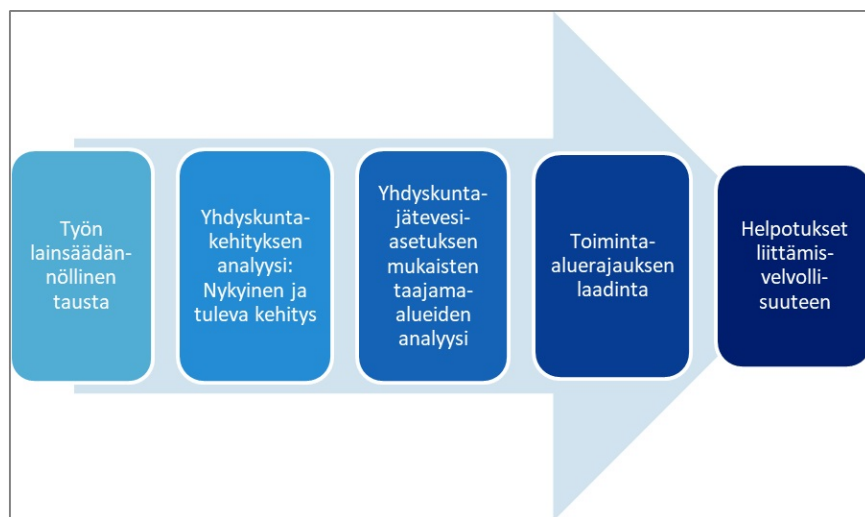 Työn
lainsäädän-
nöllinen
tausta
Yhdyskunta-
kehityksen
analyysi:
Nykyinen ja
tuleva kehitys
Yhdyskunta-
jätevesi-
asetuksen
mukaisten
taajama-
alueiden
analyysi
Toiminta-
aluerajauksen
laadinta
Helpotukset
liittämis-
velvolli-
suuteen